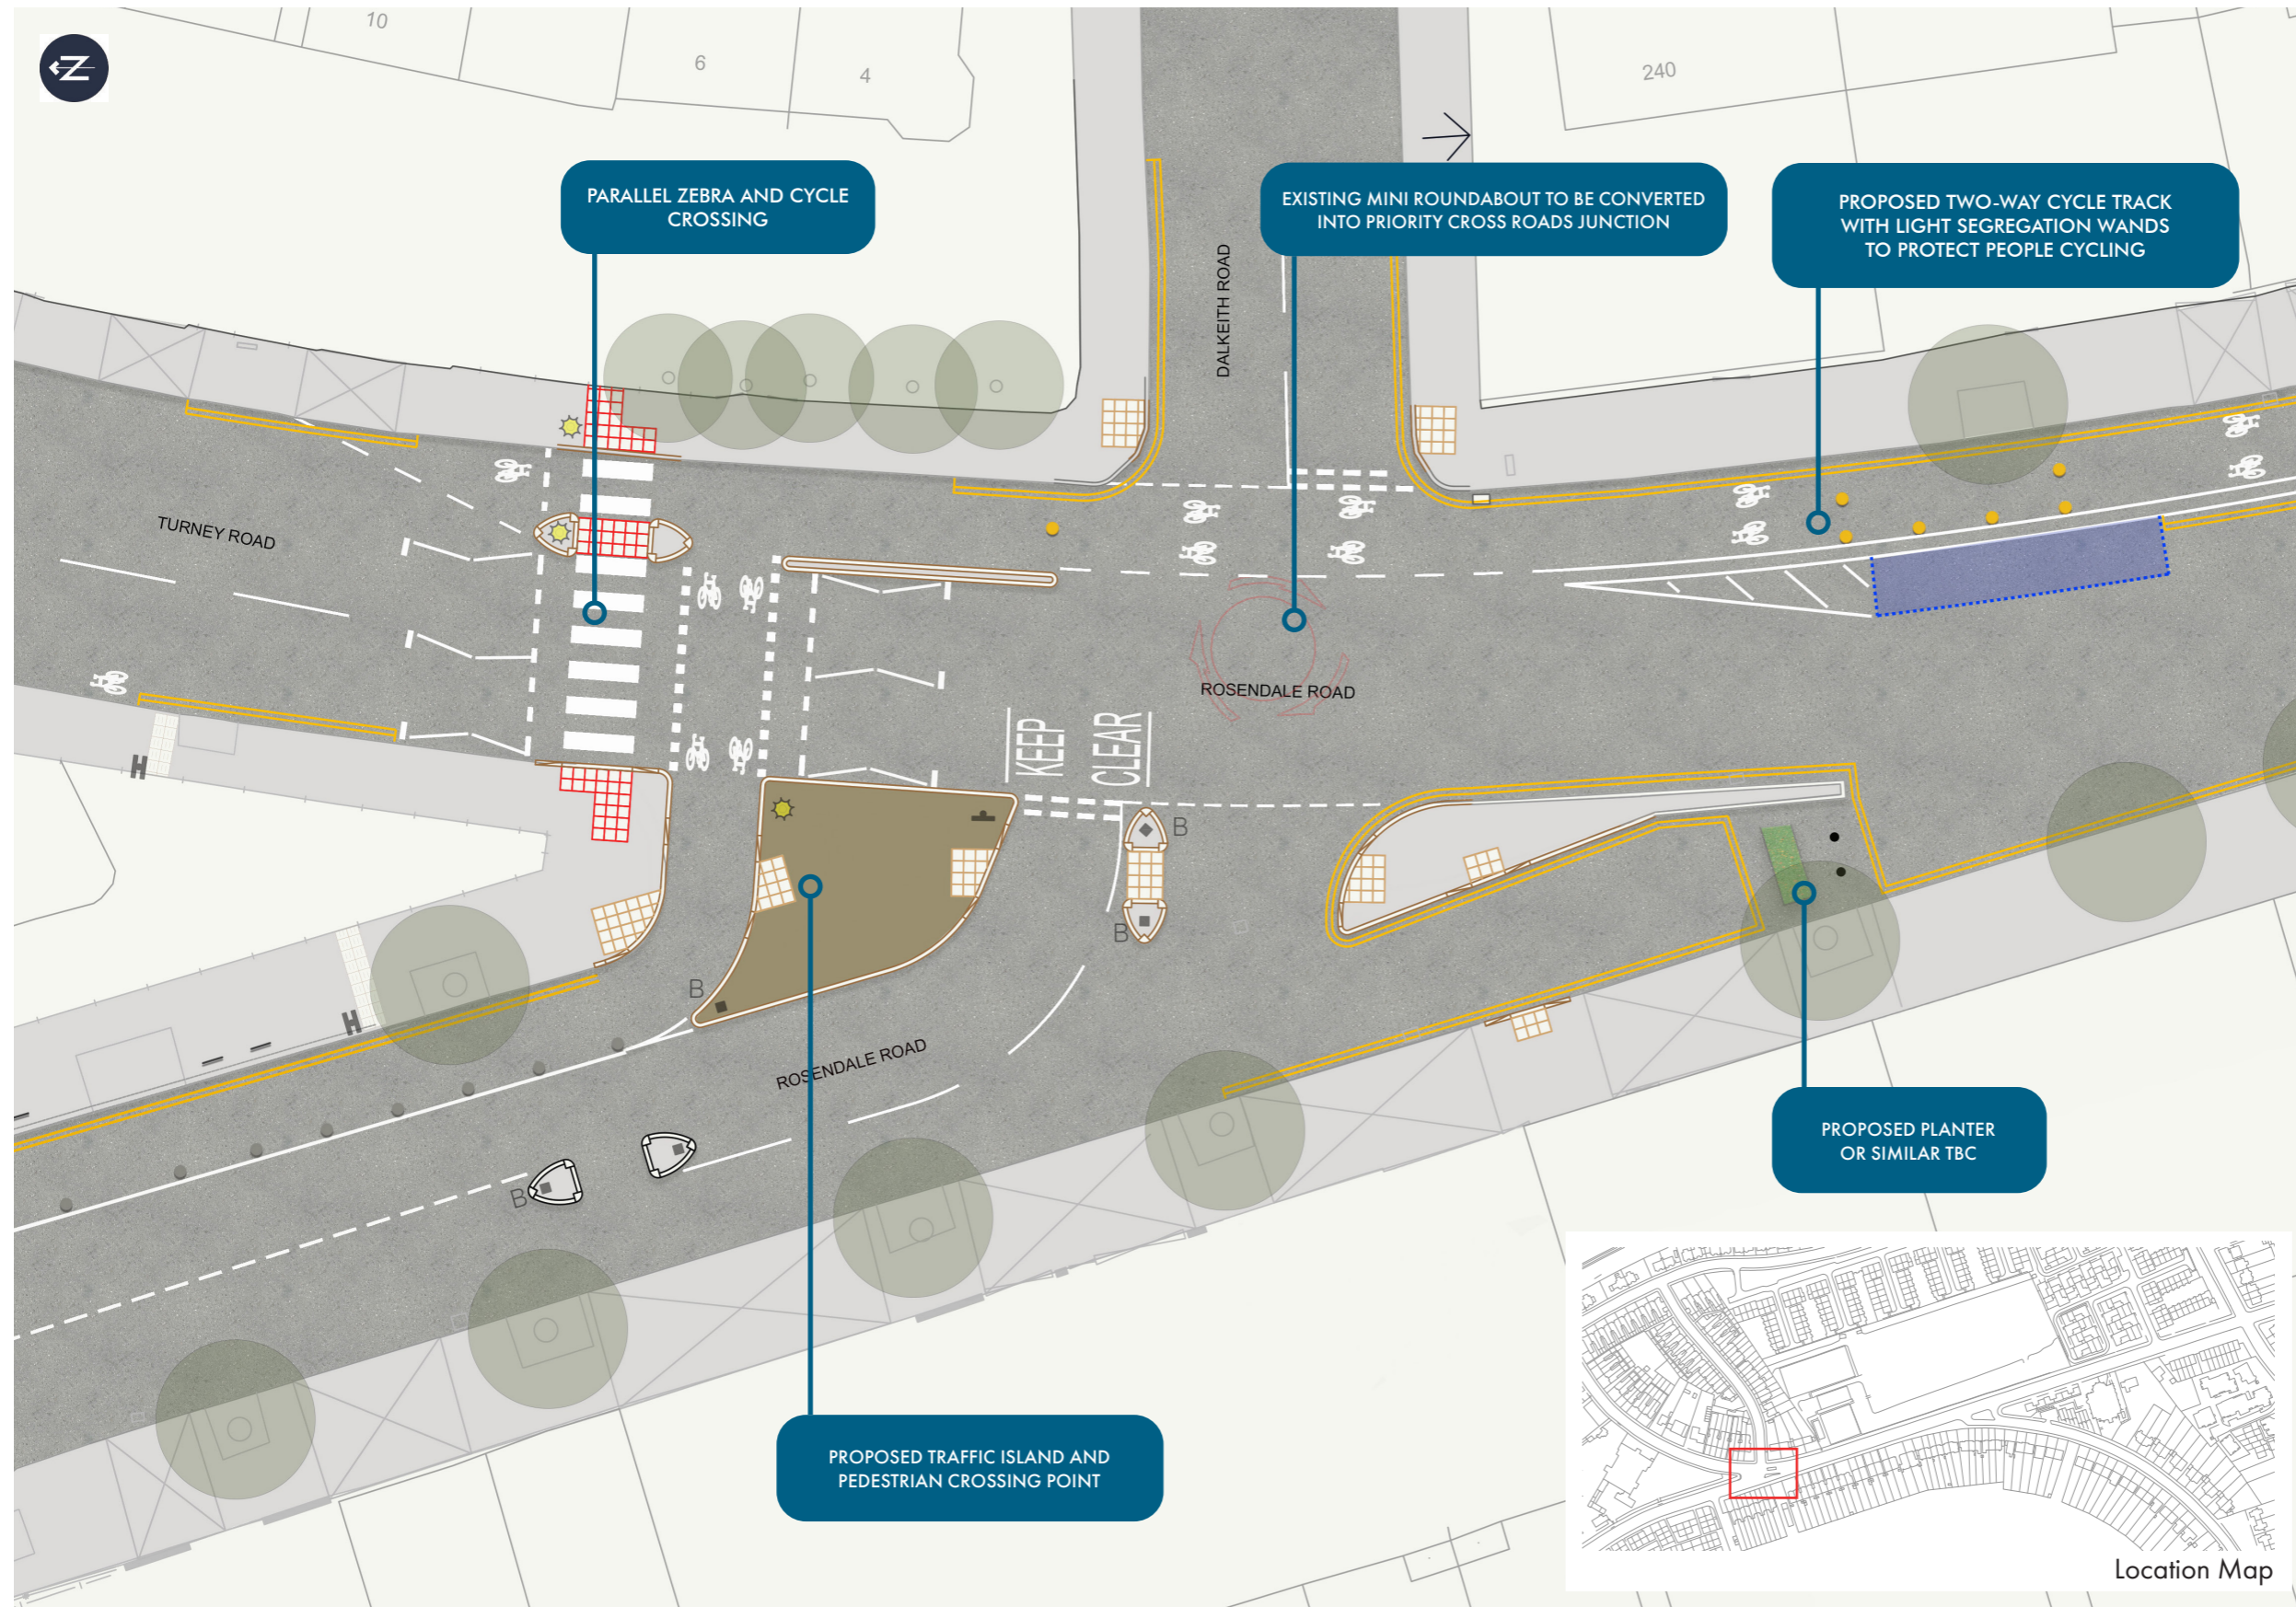 10
6
4
240
PARALLEL ZEBRA AND CYCLE
CROSSING
EXISTING MINI ROUNDABOUT TO BE CONVERTED
INTO PRIORITY CROSS ROADS JUNCTION
PROPOSED TWO-WAY CYCLE TRACK
WITH LIGHT SEGREGATION WANDS
TO PROTECT PEOPLE CYCLING
DALKEITH ROAD
TURNEY ROAD
ROSENDALE ROAD
KEEP
CLEAR
H
B
B
B
H
ROSENDALE ROAD
B
PROPOSED PLANTER
OR SIMILAR TBC
PROPOSED TRAFFIC ISLAND AND
PEDESTRIAN CROSSING POINT
Location Map